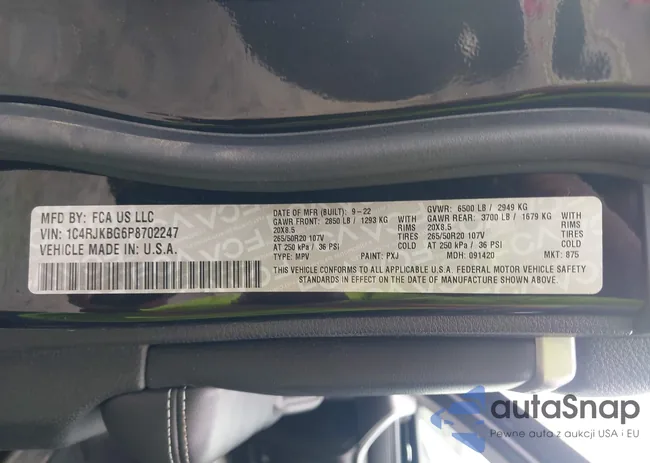 MFD BY: FCA US LLC
VIN: 1C4RJKBG6P8702247
VEHICLE MADE IN: U.S.A.
DATE OF MFR (BUILT): 9-22
GVWR: 6500 LB / 2949 KG
GAWR FRONT: 2850 LB / 1293 KG WITH
GAWR REAR: 3700 LB / 1679 KG WITH
20X8.5 RIMS
20X8.5 RIMS
265/50R20 107V TIRES
265/50R20 107V TIRES
AT 250 kPa / 36 PSI
AT 250 kPa / 36 PSI
TYPE: MPV PAINT: PXJ MDH: 091420 MKT: 875
THIS VEHICLE CONFORMS TO ALL APPLICABLE U.S.A. FEDERAL MOTOR VEHICLE SAFETY
STANDARDS IN EFFECT ON THE DATE OF MANUFACTURE SHOWN ABOVE.
autaSnap
Pewne auta z aukcji USA i EU